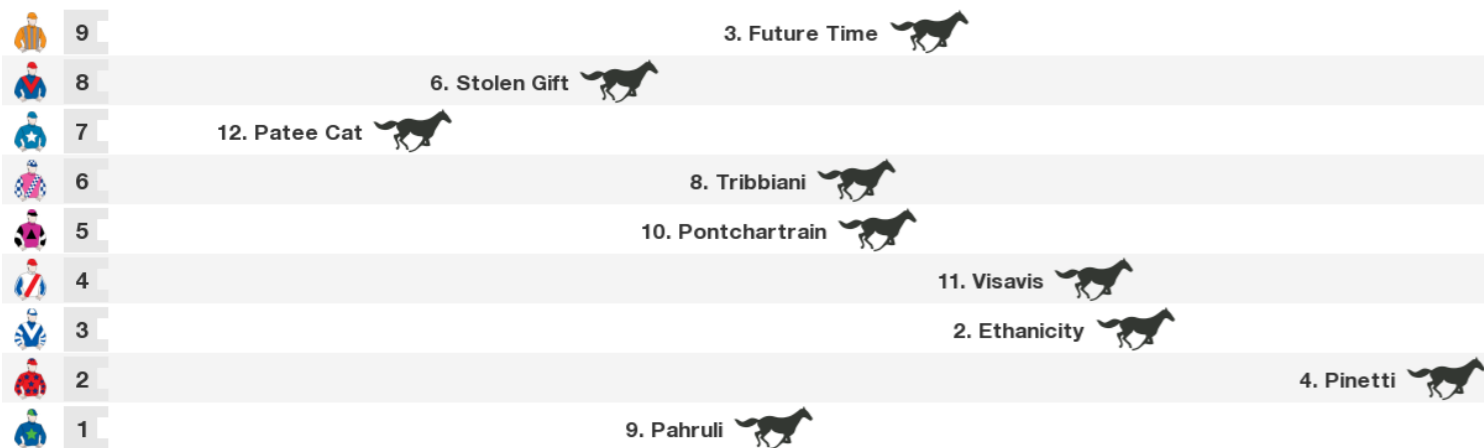 9 3. Future Time
8 6. Stolen Gift
7 12. Patee Cat
6 8. Tribbiani
5 10. Pontchartrain
4 11. Visavis
3 2. Ethanicity
2 4. Pinetti
1 9. Pahruli